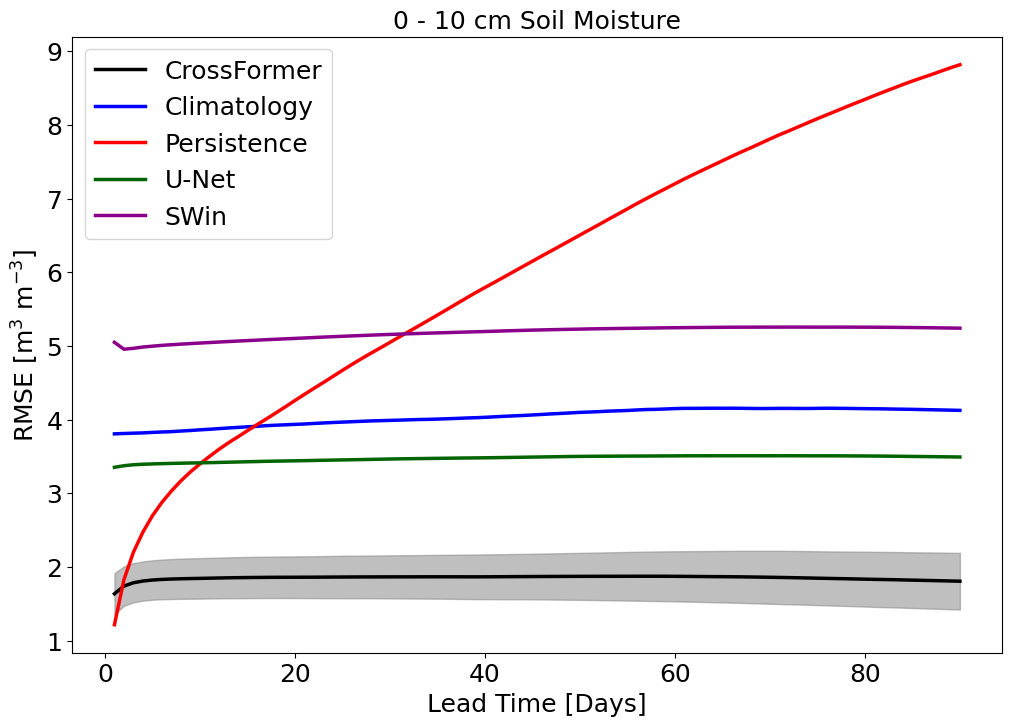 0 - 10 cm Soil Moisture
9
8
7
6
5
4
3
2
1
RMSE [m³ m⁻³]
CrossFormer
Climatology
Persistence
U-Net
SWin
0 20 40 60 80
Lead Time [Days]